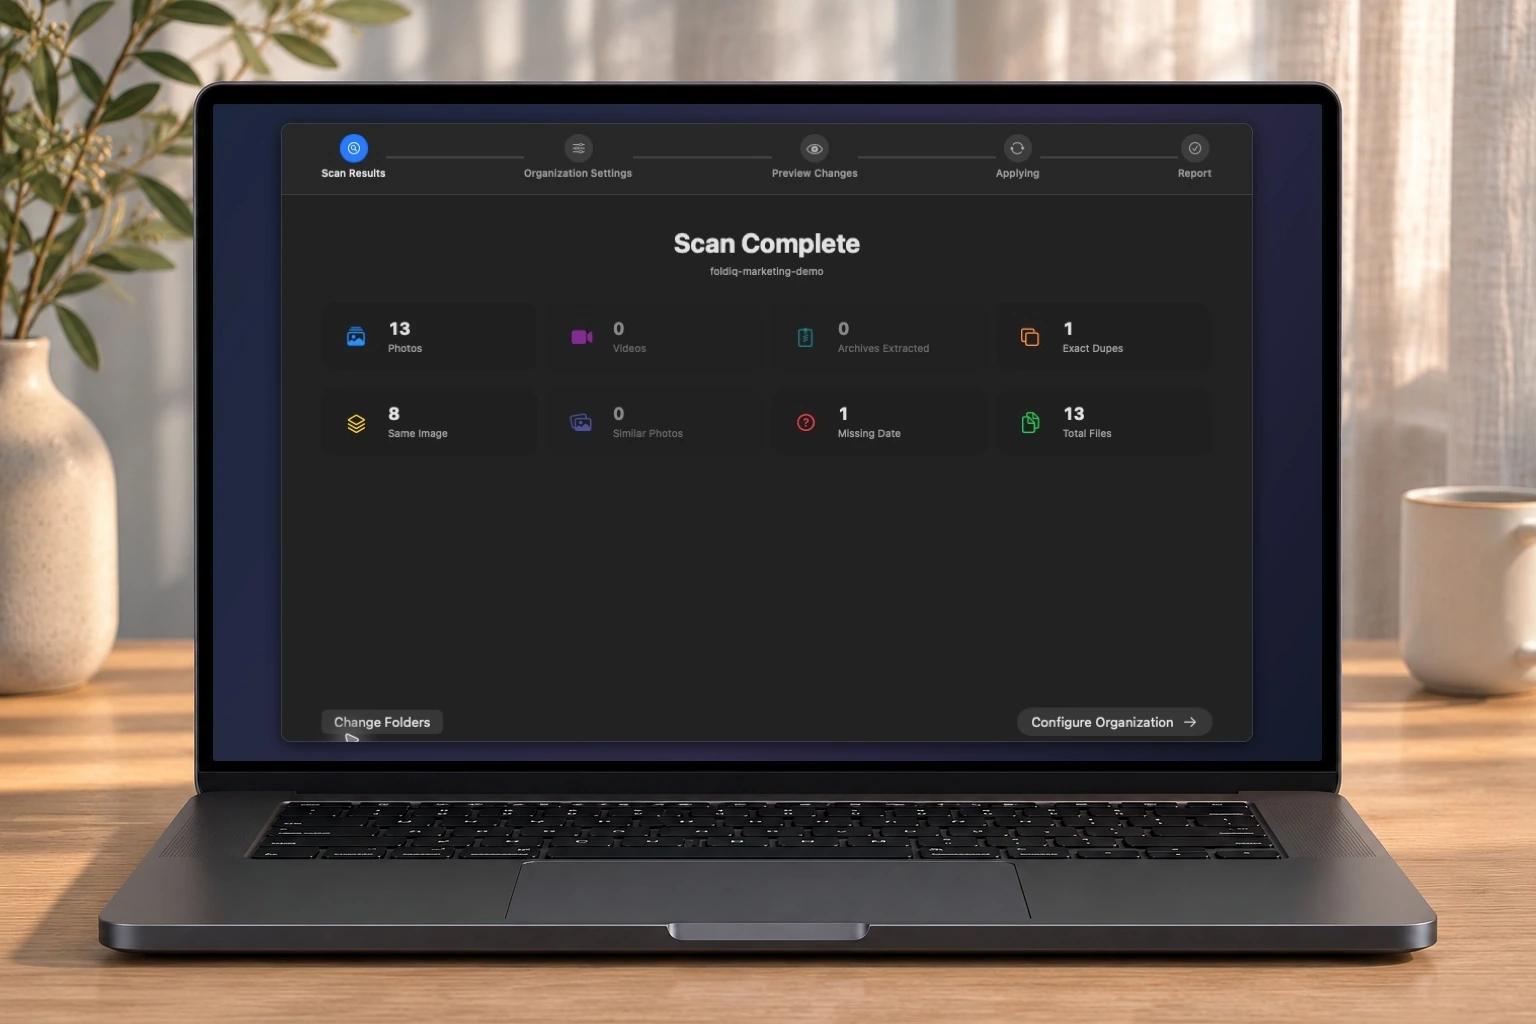 Scan Results
Organization Settings
Preview Changes
Applying
Report
Scan Complete
foldiq-marketing-demo
13
Photos
0
Videos
0
Archives Extracted
1
Exact Dupes
8
Same Image
0
Similar Photos
1
Missing Date
13
Total Files
Change Folders
Configure Organization